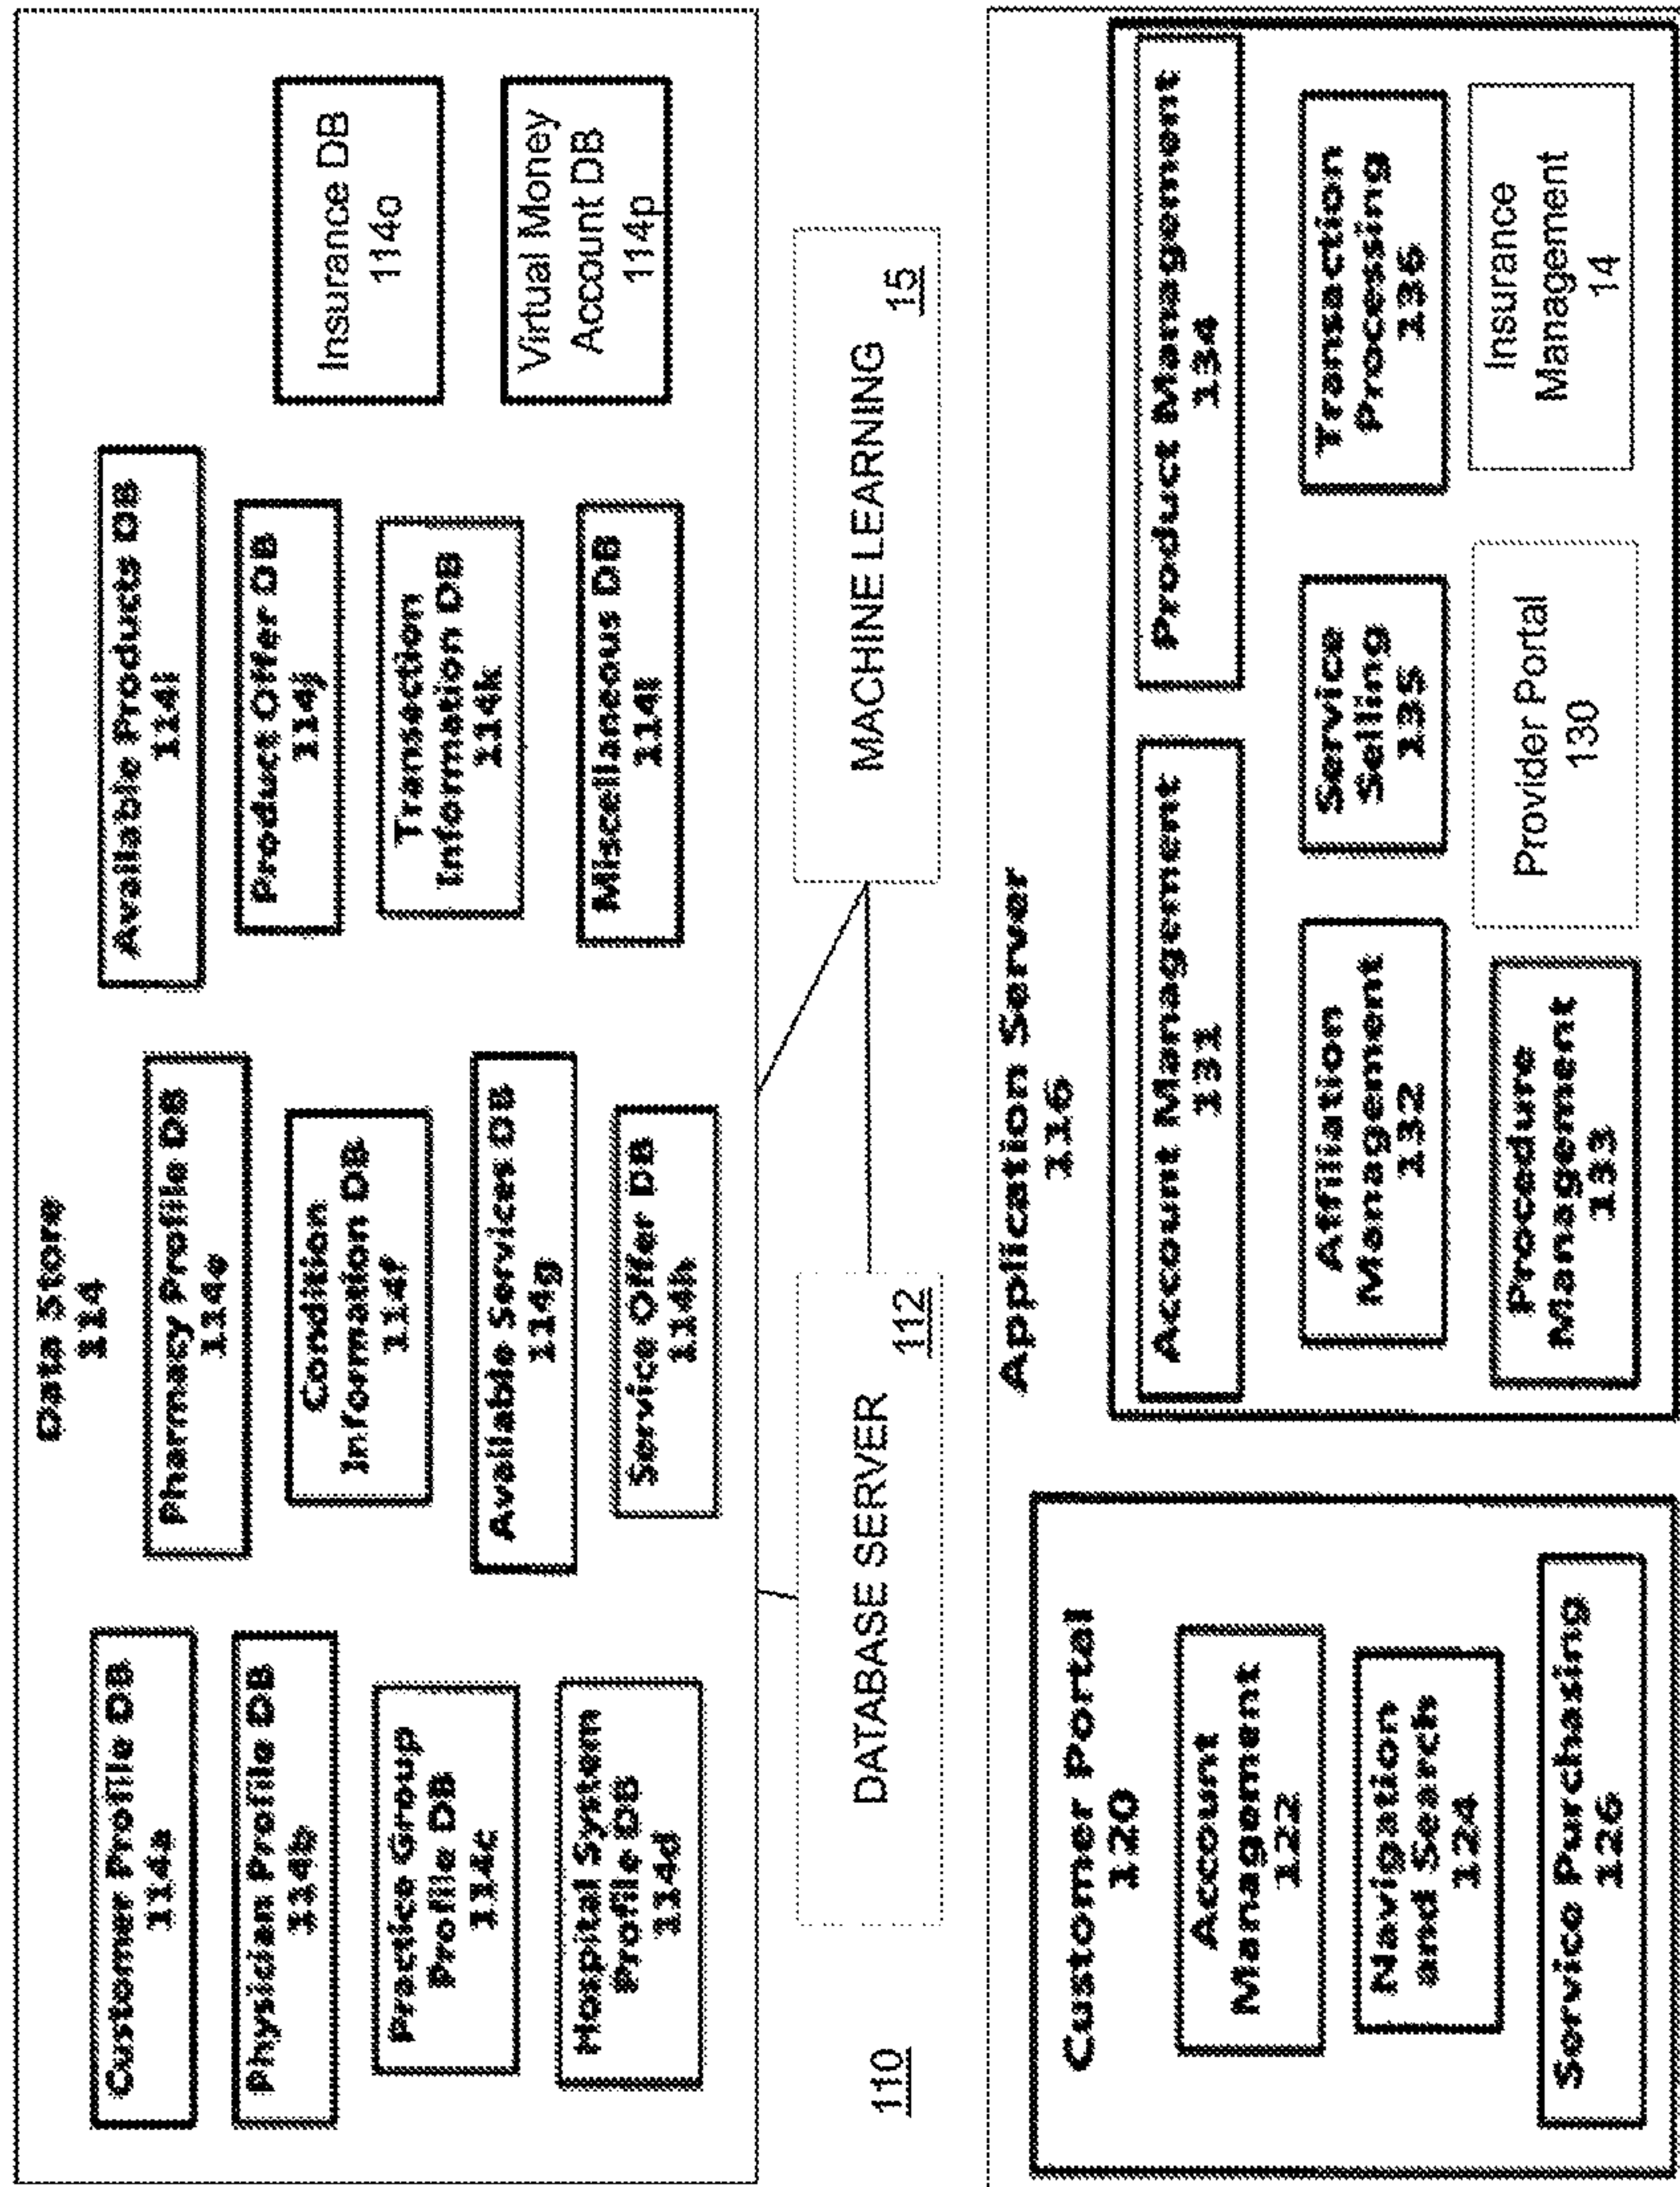 Data Store
114
Customer Profile DB
114a
Physician Profile DB
114b
Practice Group
Profile DB
114c
Hospital System
Profile DB
114d
Pharmacy Profile DB
114e
Condition
Information DB
114f
Available Services DB
114g
Service Offer DB
114h
Available Products DB
114i
Product Offer DB
114j
Transection
Information DB
114k
Miscellaneous DB
114l
Insurance DB
114o
Virtual Money
Account DB
114p
110
DATABASE SERVER
112
MACHINE LEARNING
15
Application Server
116
Customer Portal
120
Account
Management
122
Navigation
and Search
124
Service Purchasing
126
Account Management
131
Product Management
134
Affiliation
Management
132
Service
Selling
135
Transaction
Processing
136
Procedure
Management
133
Provider Portal
130
Insurance
Management
14